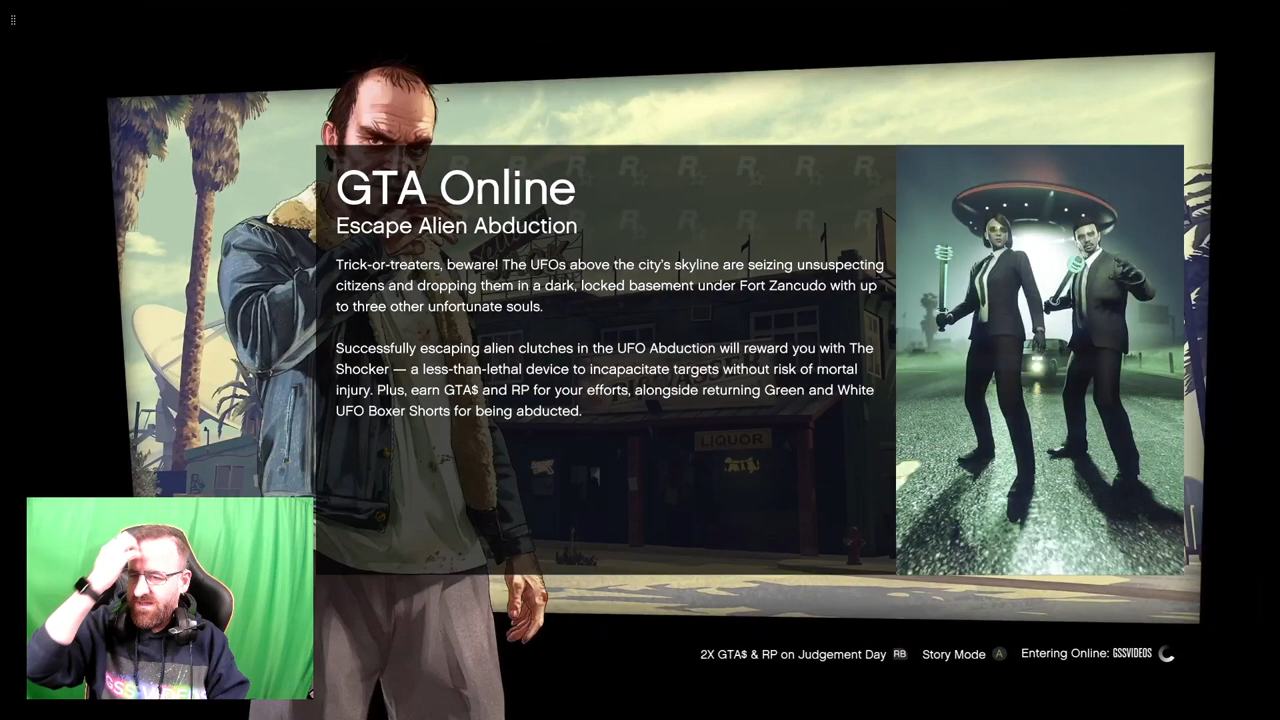 GTA Online
Escape Alien Abduction
Trick-or-treaters, beware! The UFOs above the city's skyline are seizing unsuspecting
citizens and dropping them in a dark, locked basement under Fort Zancudo with up
to three other unfortunate souls.
Successfully escaping alien clutches in the UFO Abduction will reward you with The
Shocker — a less-than-lethal device to incapacitate targets without risk of mortal
injury. Plus, earn GTA$ and RP for your efforts, alongside returning Green and White
UFO Boxer Shorts for being abducted.
LIQUOR
2X GTA$ & RP on Judgement Day RB Story Mode A Entering Online: GSSVIDEOS